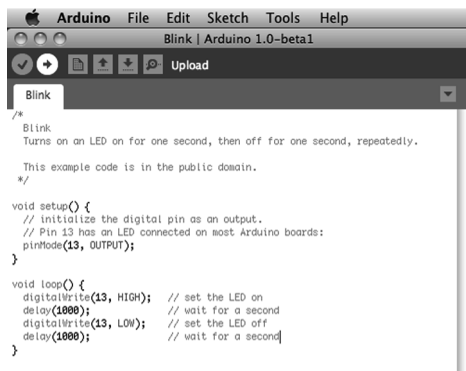 Arduino File Edit Sketch Tools Help
Blink | Arduino 1.0-beta1
Upload
Blink
/*
  Blink
  Turns on an LED on for one second, then off for one second, repeatedly.

  This example code is in the public domain.
 */

void setup() {
  // initialize the digital pin as an output.
  // Pin 13 has an LED connected on most Arduino boards:
  pinMode(13, OUTPUT);
}

void loop() {
  digitalWrite(13, HIGH);   // set the LED on
  delay(1000);              // wait for a second
  digitalWrite(13, LOW);    // set the LED off
  delay(1000);              // wait for a second
}